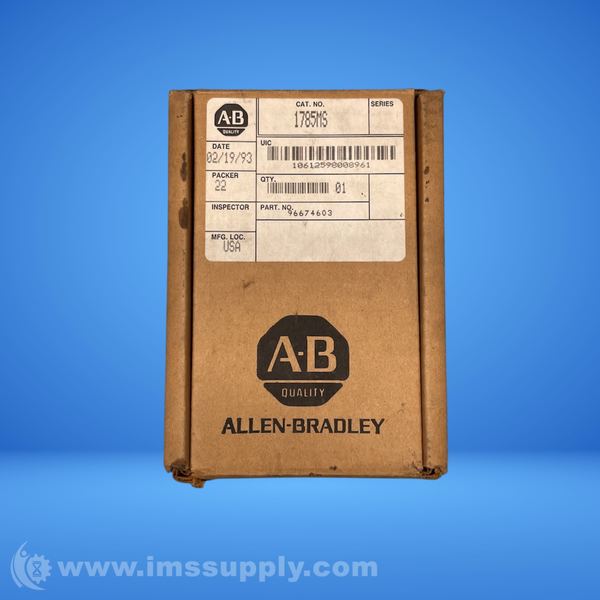 A-B
QUALITY
CAT. NO.
1785MS
SERIES
DATE
02/19/93
UIC
10612598008961
PACKER
22
QTY.
01
INSPECTOR
PART. NO.
96674603
MFG. LOC.
USA
A-B
QUALITY
ALLEN-BRADLEY
www.imssupply.com